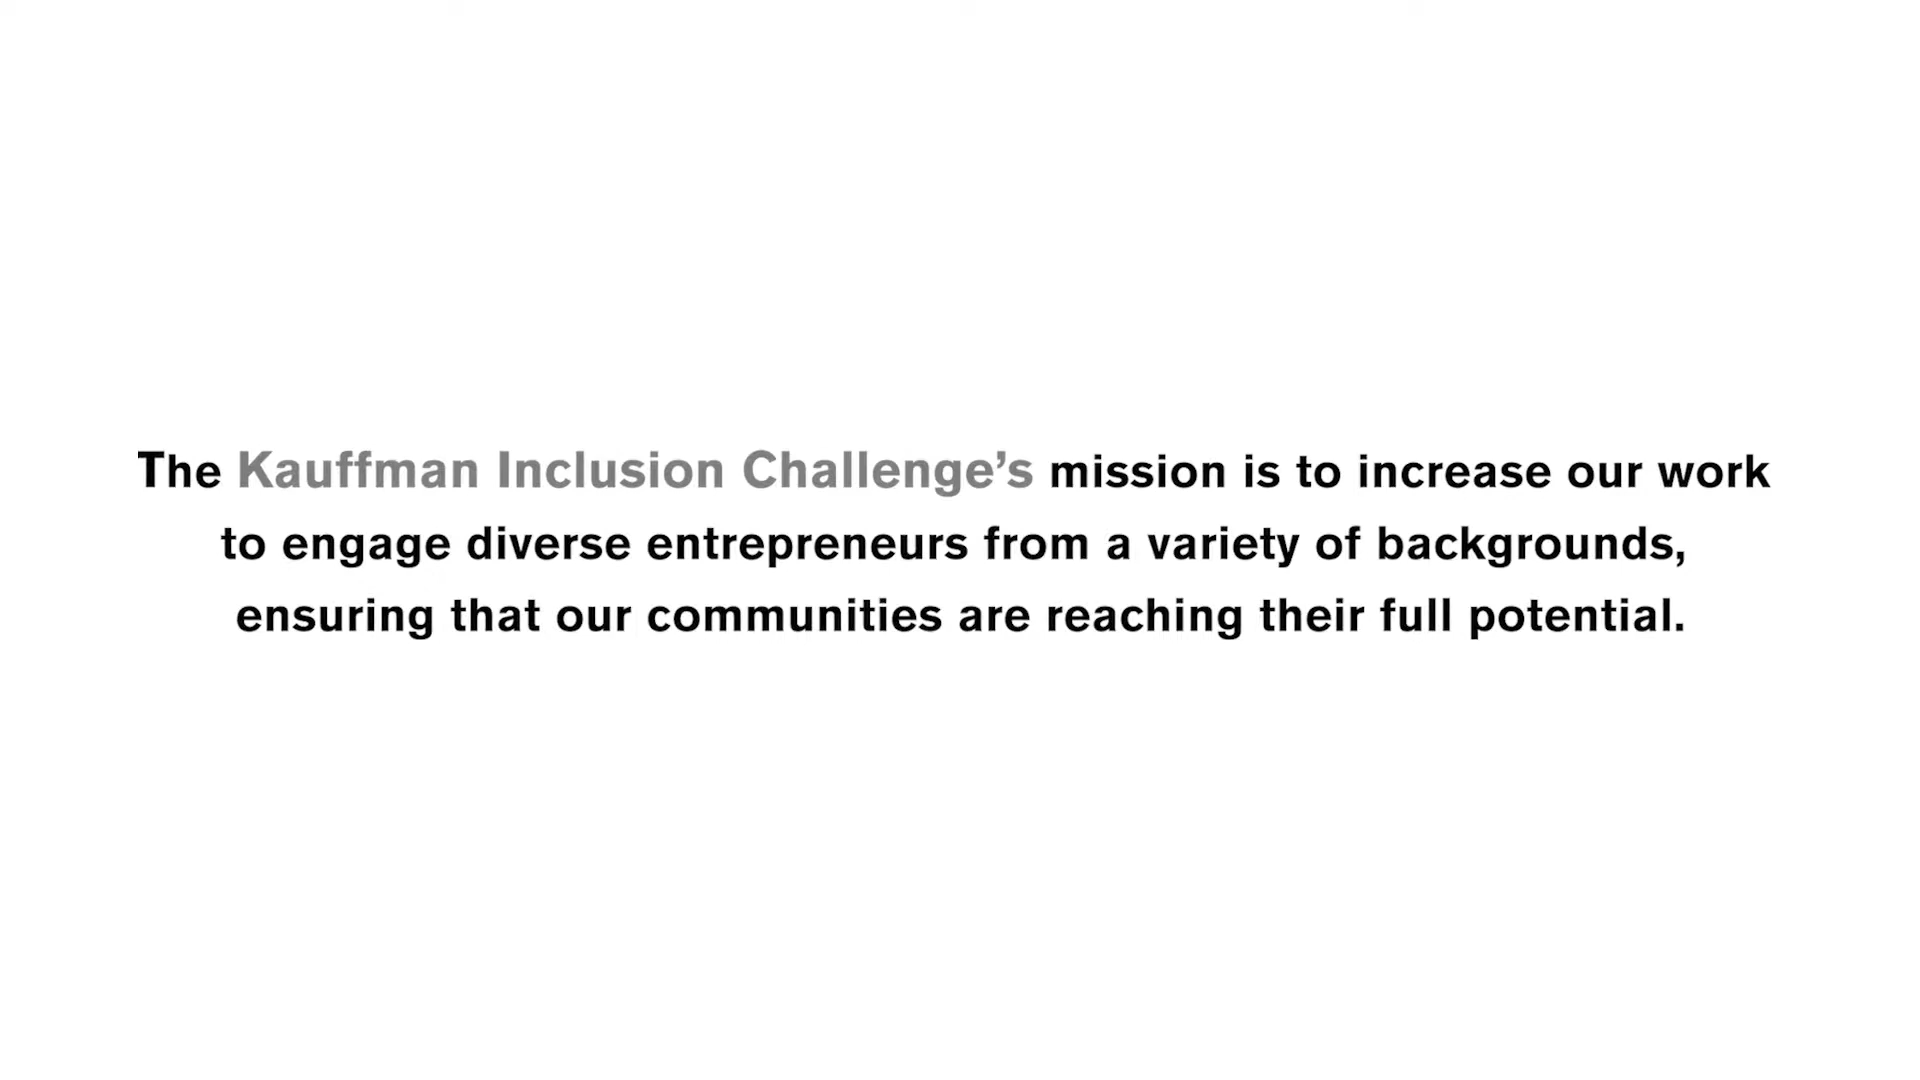 The Kauffman Inclusion Challenge’s mission is to increase our work
to engage diverse entrepreneurs from a variety of backgrounds,
ensuring that our communities are reaching their full potential.